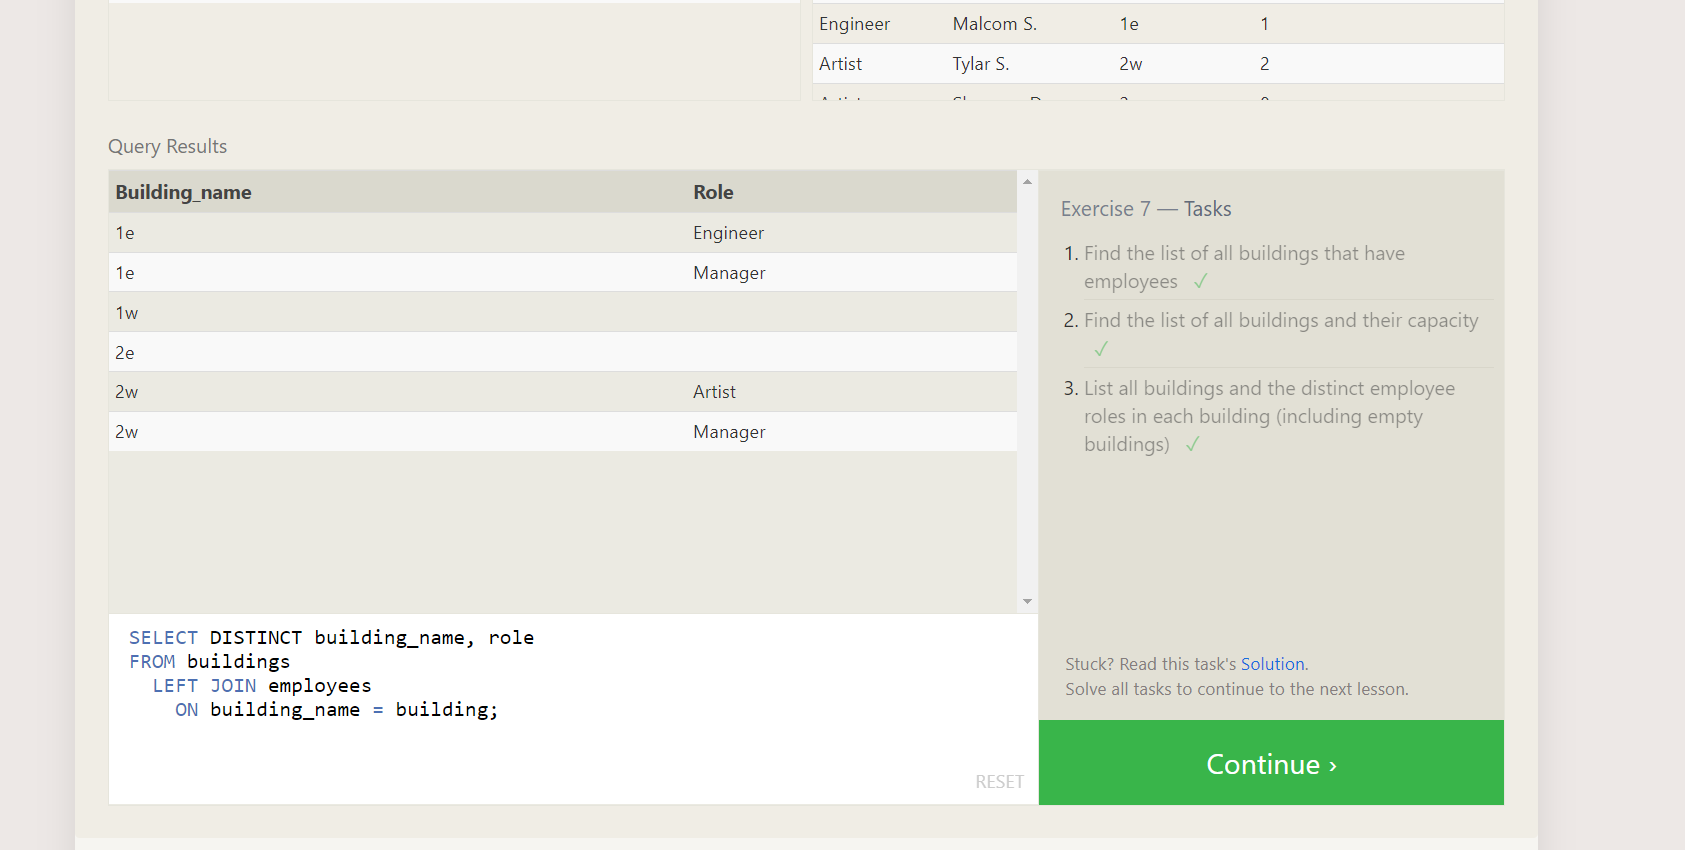 Engineer Malcom S. 1e 1
Artist Tylar S. 2w 2
Query Results
Building_name Role
1e Engineer
1e Manager
1w
2e
2w Artist
2w Manager
SELECT DISTINCT building_name, role
FROM buildings
LEFT JOIN employees
ON building_name = building;
RESET
Exercise 7 — Tasks
1. Find the list of all buildings that have
employees ✓
2. Find the list of all buildings and their capacity
✓
3. List all buildings and the distinct employee
roles in each building (including empty
buildings) ✓
Stuck? Read this task's Solution.
Solve all tasks to continue to the next lesson.
Continue ›